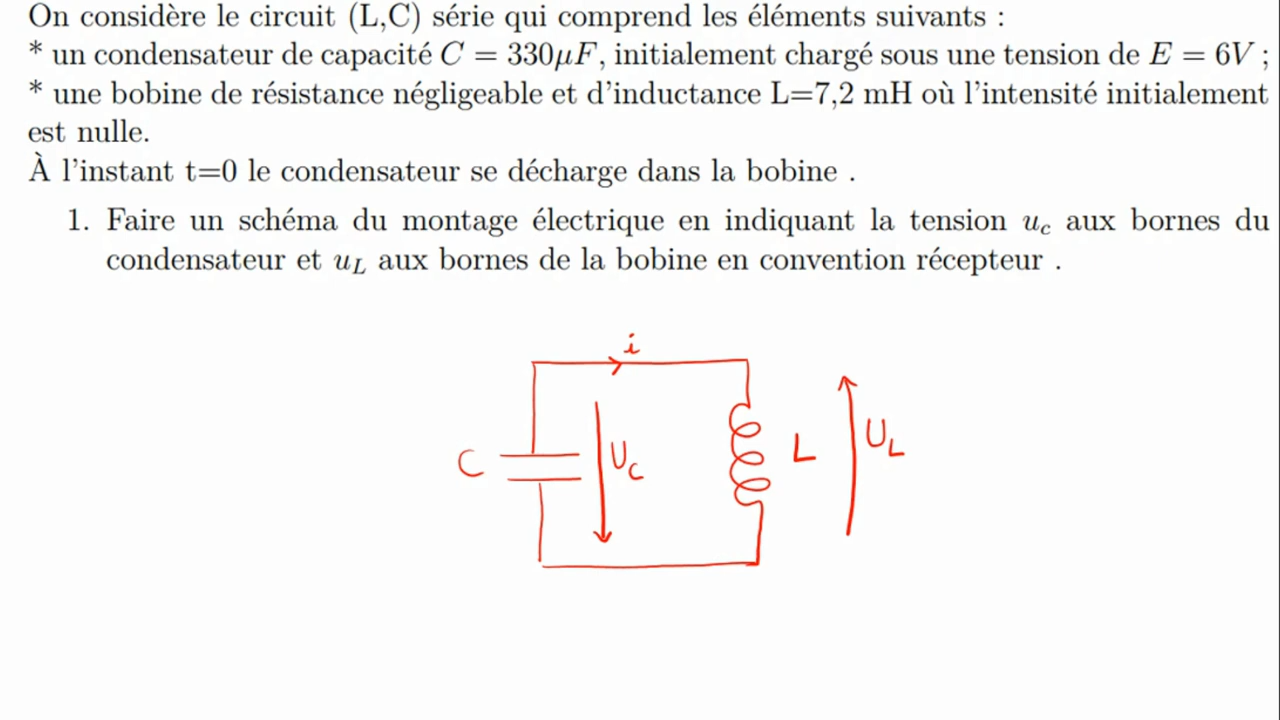 On considère le circuit (L,C) série qui comprend les éléments suivants :
* un condensateur de capacité C = 330μF, initialement chargé sous une tension de E = 6V ;
* une bobine de résistance négligeable et d'inductance L=7,2 mH où l'intensité initialement
est nulle.
À l'instant t=0 le condensateur se décharge dans la bobine .
1. Faire un schéma du montage électrique en indiquant la tension u_c aux bornes du
condensateur et u_L aux bornes de la bobine en convention récepteur .
i
C U_C L U_L